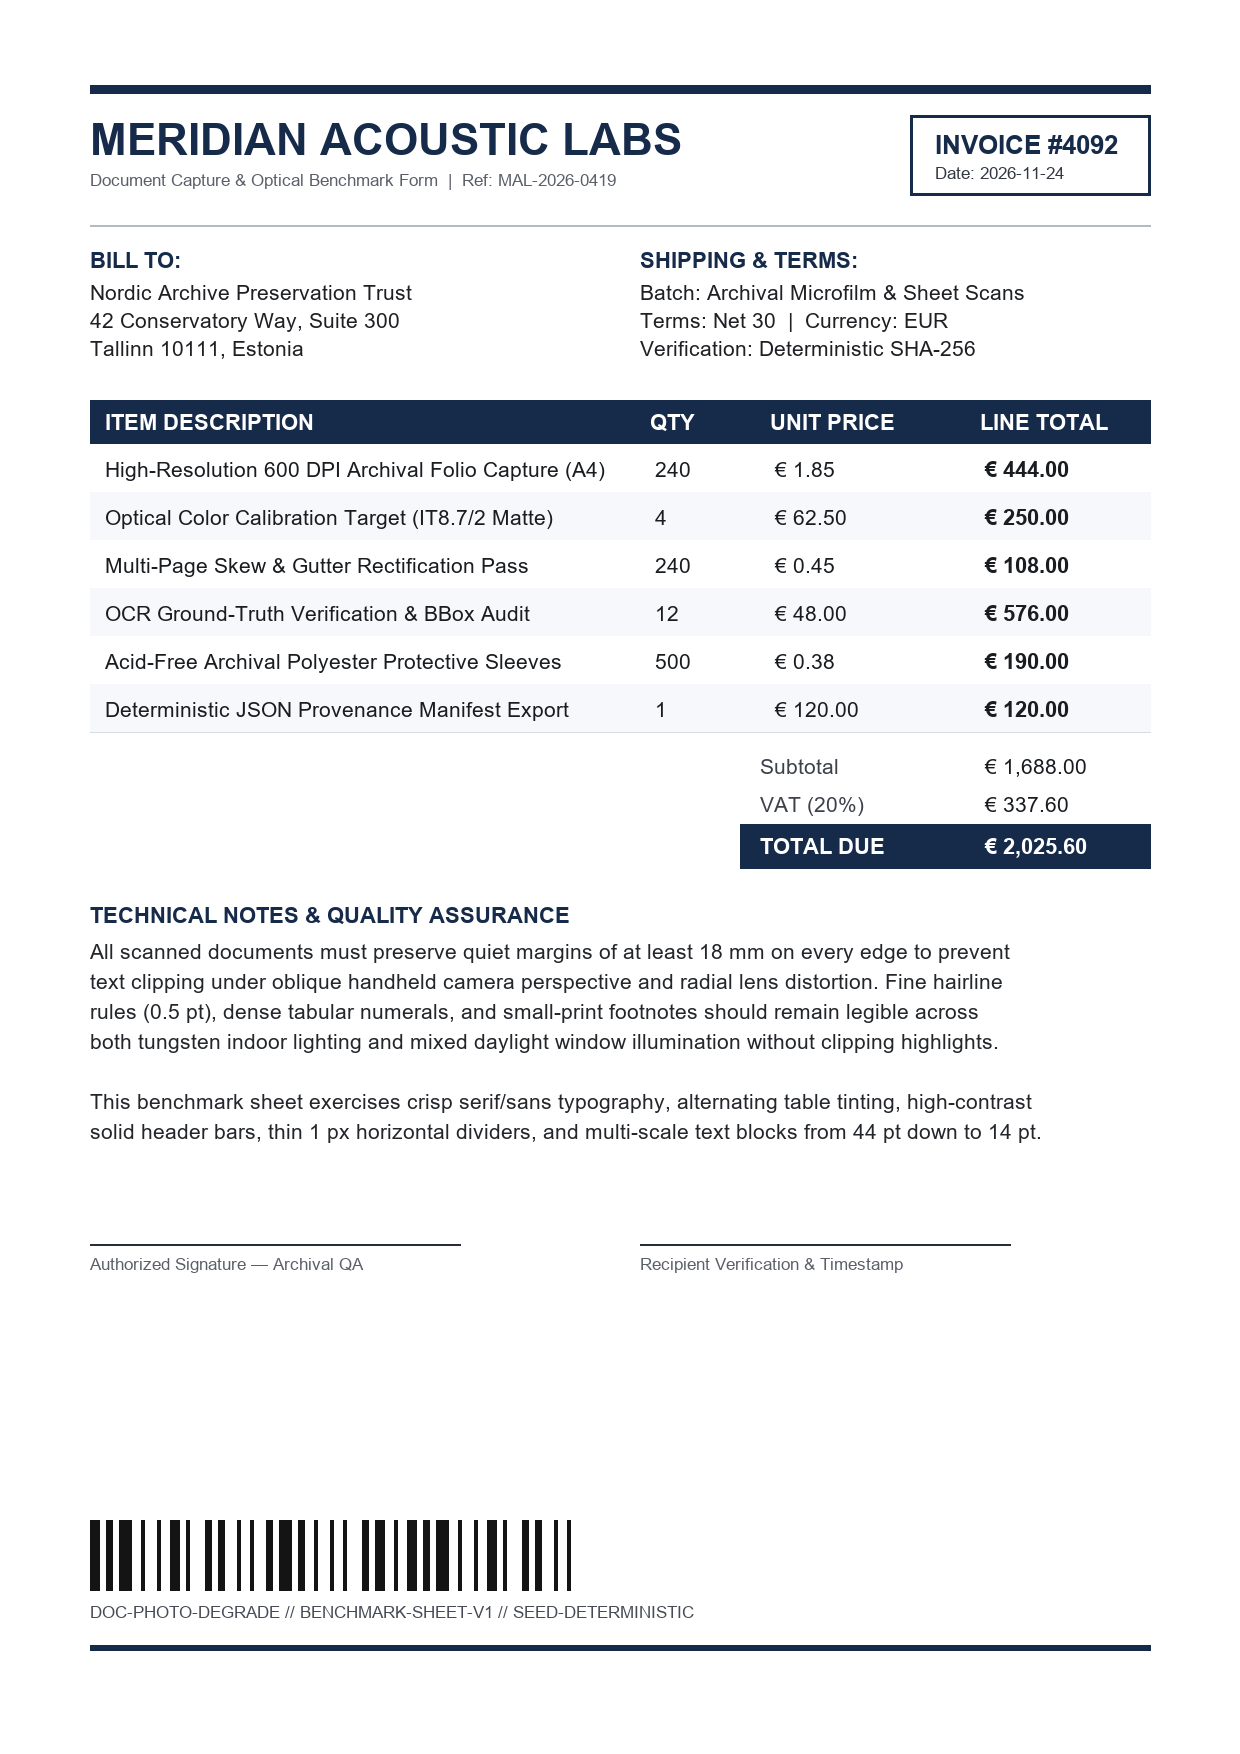 MERIDIAN ACOUSTIC LABS
Document Capture & Optical Benchmark Form | Ref: MAL-2026-0419
INVOICE #4092
Date: 2026-11-24
BILL TO:
Nordic Archive Preservation Trust
42 Conservatory Way, Suite 300
Tallinn 10111, Estonia
SHIPPING & TERMS:
Batch: Archival Microfilm & Sheet Scans
Terms: Net 30 | Currency: EUR
Verification: Deterministic SHA-256
ITEM DESCRIPTION QTY UNIT PRICE LINE TOTAL
High-Resolution 600 DPI Archival Folio Capture (A4) 240 € 1.85 € 444.00
Optical Color Calibration Target (IT8.7/2 Matte) 4 € 62.50 € 250.00
Multi-Page Skew & Gutter Rectification Pass 240 € 0.45 € 108.00
OCR Ground-Truth Verification & BBox Audit 12 € 48.00 € 576.00
Acid-Free Archival Polyester Protective Sleeves 500 € 0.38 € 190.00
Deterministic JSON Provenance Manifest Export 1 € 120.00 € 120.00
Subtotal € 1,688.00
VAT (20%) € 337.60
TOTAL DUE € 2,025.60
TECHNICAL NOTES & QUALITY ASSURANCE
All scanned documents must preserve quiet margins of at least 18 mm on every edge to prevent
text clipping under oblique handheld camera perspective and radial lens distortion. Fine hairline
rules (0.5 pt), dense tabular numerals, and small-print footnotes should remain legible across
both tungsten indoor lighting and mixed daylight window illumination without clipping highlights.
This benchmark sheet exercises crisp serif/sans typography, alternating table tinting, high-contrast
solid header bars, thin 1 px horizontal dividers, and multi-scale text blocks from 44 pt down to 14 pt.
Authorized Signature — Archival QA
Recipient Verification & Timestamp
DOC-PHOTO-DEGRADE // BENCHMARK-SHEET-V1 // SEED-DETERMINISTIC